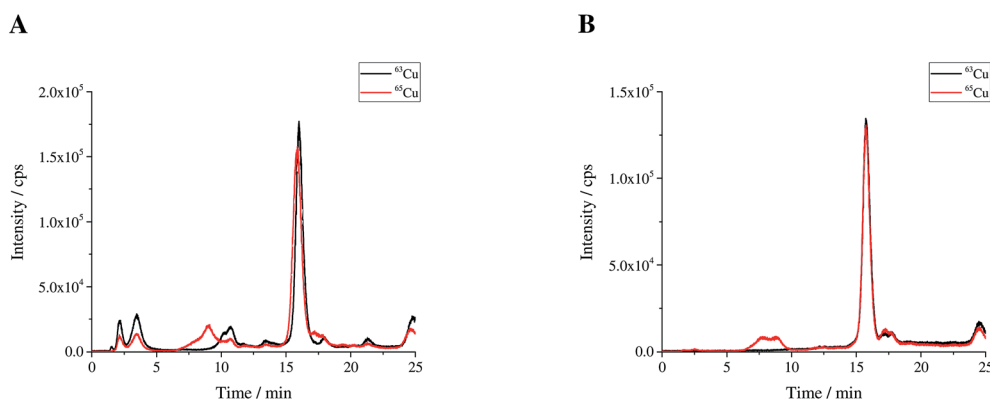 A
B
⁶³Cu
⁶⁵Cu
2.0x10⁵
1.5x10⁵
1.0x10⁵
5.0x10⁴
0.0
Intensity / cps
0 5 10 15 20 25
Time / min
⁶³Cu
⁶⁵Cu
1.5x10⁵
1.0x10⁵
5.0x10⁴
0.0
Intensity / cps
0 5 10 15 20 25
Time / min